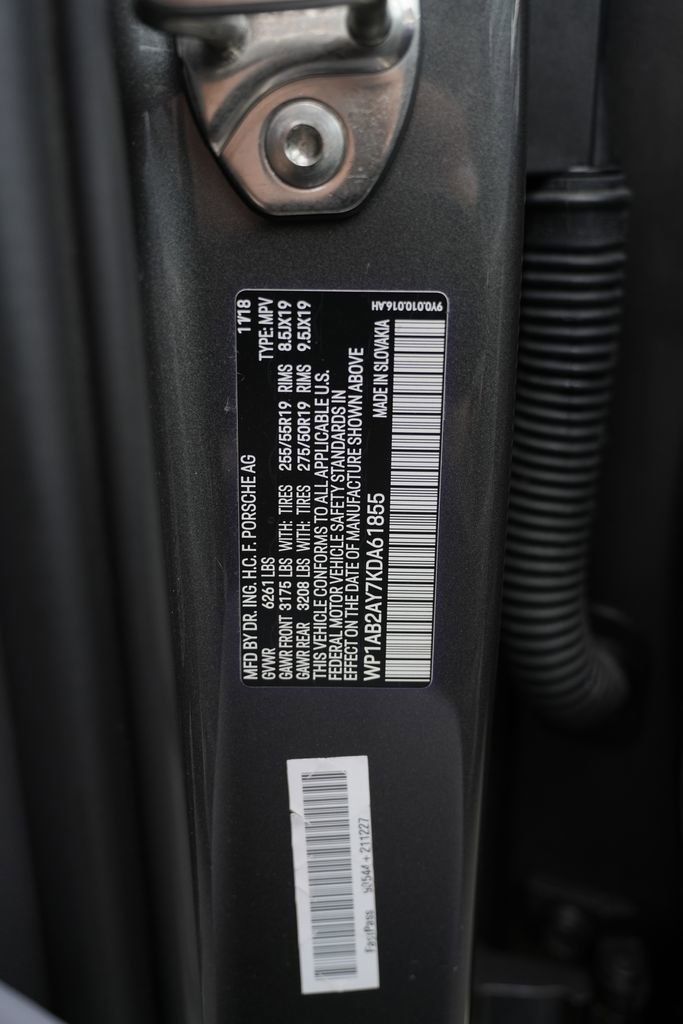 MFD BY DR. ING. H.C. F. PORSCHE AG 11/18
GVWR 6261 LBS TYPE: MPV
GAWR FRONT 3175 LBS WITH: TIRES 255/55R19 RIMS 8.5JX19
GAWR REAR 3208 LBS WITH: TIRES 275/50R19 RIMS 9.5JX19
THIS VEHICLE CONFORMS TO ALL APPLICABLE U.S.
FEDERAL MOTOR VEHICLE SAFETY STANDARDS IN
EFFECT ON THE DATE OF MANUFACTURE SHOWN ABOVE
WP1AB2AY7KDA61855 MADE IN SLOVAKIA
9Y0.010.016.AH
FastPass + 211227